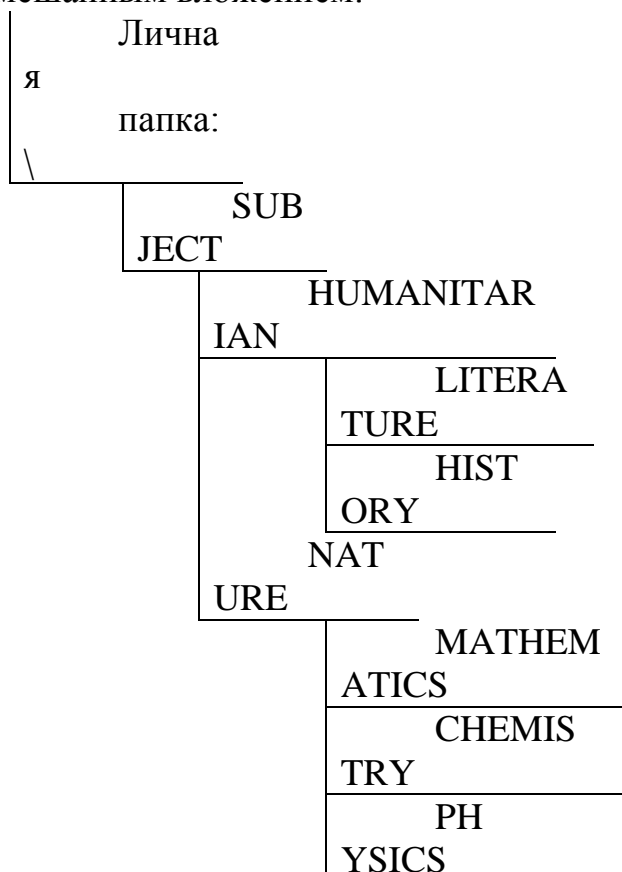 мешанным вложением:
Лична
я
папка:
\
SUB
JECT
HUMANITAR
IAN
LITERA
TURE
HIST
ORY
NAT
URE
MATHEM
ATICS
CHEMIS
TRY
PH
YSICS